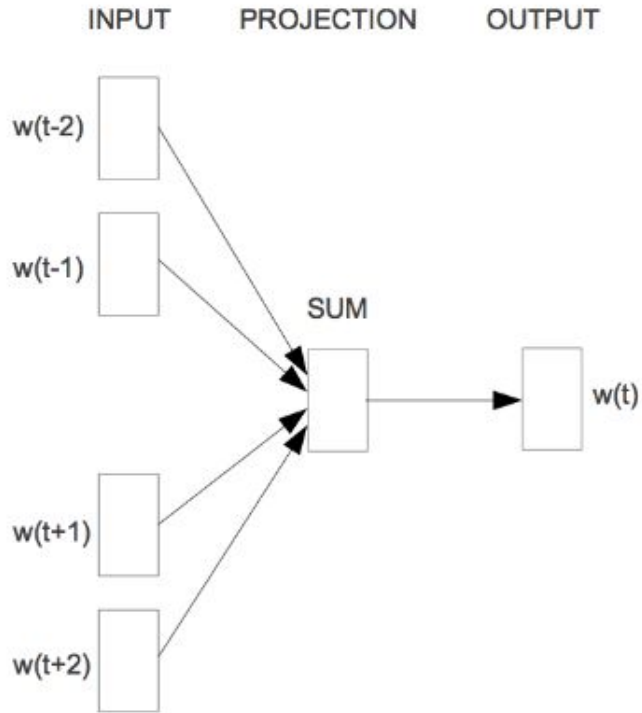 INPUT PROJECTION OUTPUT
w(t-2)
w(t-1)
SUM
w(t)
w(t+1)
w(t+2)